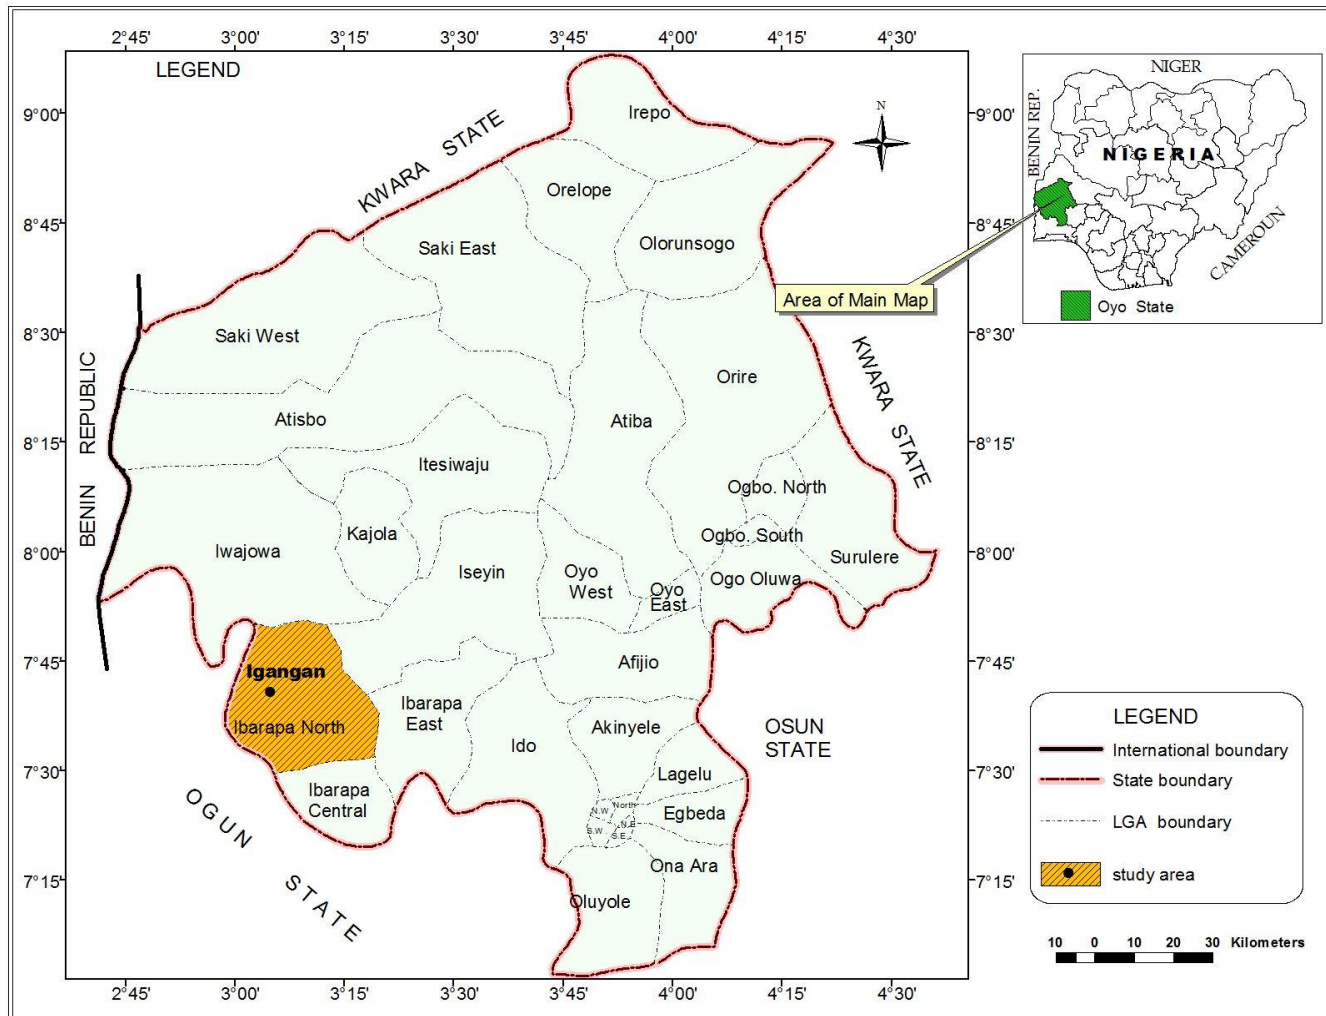 2°45' 3°00' 3°15' 3°30' 3°45' 4°00' 4°15' 4°30'
LEGEND
9°00'
8°45'
8°30'
8°15'
8°00'
7°45'
7°30'
7°15'
KWARA STATE
Irepo
Orelope
Olorunsogo
Saki East
Saki West
Orire
Atisbo
Atiba
Itesiwaju
Ogbo. North
Kajola
Ogbo. South
Iwajowa
Iseyin
Oyo
West
Oyo
East
Ogo Oluwa
Surulere
Igangan
Ibarapa North
Afijio
Ibarapa
East
Akinyele
Ido
Lagelu
Ibarapa
Central
Egbeda
N.W
North
N.E
S.W
S.E
Ona Ara
Oluyole
BENIN REPUBLIC
KWARA STATE
OSUN
STATE
OGUN STATE
N
9°00'
8°45'
8°30'
8°15'
8°00'
7°45'
7°30'
7°15'
2°45' 3°00' 3°15' 3°30' 3°45' 4°00' 4°15' 4°30'
Area of Main Map
NIGER
BENIN REP.
NIGERIA
CAMEROUN
Oyo State
LEGEND
International boundary
State boundary
LGA boundary
study area
10 0 10 20 30 Kilometers